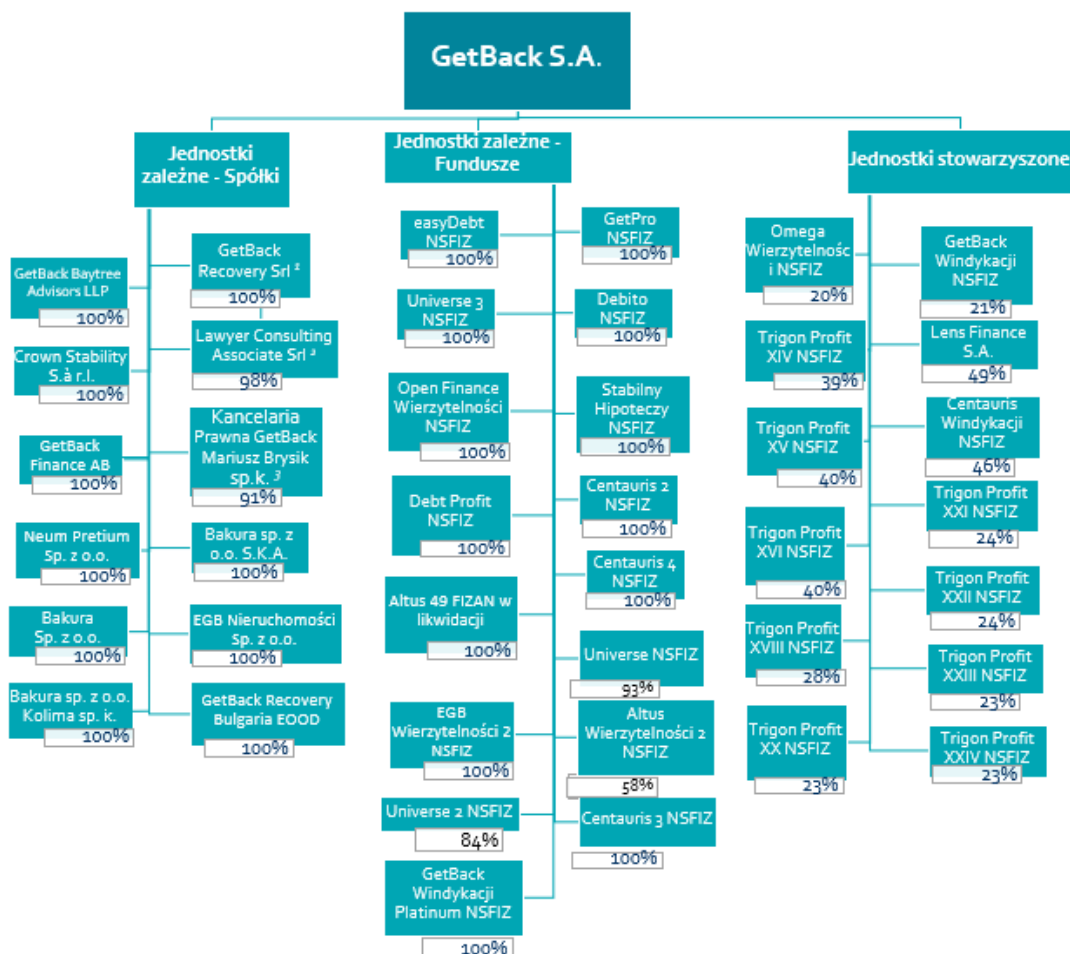 GetBack S.A.
Jednostki
zależne - Spółki
GetBack Baytree
Advisors LLP
100%
GetBack
Recovery Srl ²
100%
Crown Stability
S.à r.l.
100%
Lawyer Consulting
Associate Srl ²
98%
GetBack
Finance AB
100%
Kancelaria
Prawna GetBack
Mariusz Brysik
sp.k. ³
91%
Neum Pretium
Sp. z o.o.
100%
Bakura sp. z
o.o. S.K.A.
100%
Bakura
Sp. z o.o.
100%
EGB Nieruchomości
Sp. z o.o.
100%
Bakura sp. z o.o.
Kolima sp. k.
100%
GetBack Recovery
Bulgaria EOOD
100%
Jednostki zależne -
Fundusze
easyDebt
NSFIZ
100%
GetPro
NSFIZ
100%
Universe 3
NSFIZ
100%
Debito
NSFIZ
100%
Open Finance
Wierzytelności
NSFIZ
100%
Stabilny
Hipoteczy
NSFIZ
100%
Debt Profit
NSFIZ
100%
Centauris 2
NSFIZ
100%
Centauris 4
NSFIZ
100%
Altus 49 FIZAN w
likwidacji
100%
Universe NSFIZ
93%
EGB
Wierzytelności 2
NSFIZ
100%
Altus
Wierzytelności 2
NSFIZ
58%
Universe 2 NSFIZ
84%
Centauris 3 NSFIZ
100%
GetBack
Windykacji
Platinum NSFIZ
100%
Jednostki stowarzyszone
Omega
Wierzytelnośc
i NSFIZ
20%
GetBack
Windykacji
NSFIZ
21%
Trigon Profit
XIV NSFIZ
39%
Lens Finance
S.A.
49%
Trigon Profit
XV NSFIZ
40%
Centauris
Windykacji
NSFIZ
46%
Trigon Profit
XVI NSFIZ
40%
Trigon Profit
XXI NSFIZ
24%
Trigon Profit
XXII NSFIZ
24%
Trigon Profit
XVIII NSFIZ
28%
Trigon Profit
XXIII NSFIZ
23%
Trigon Profit
XX NSFIZ
23%
Trigon Profit
XXIV NSFIZ
23%